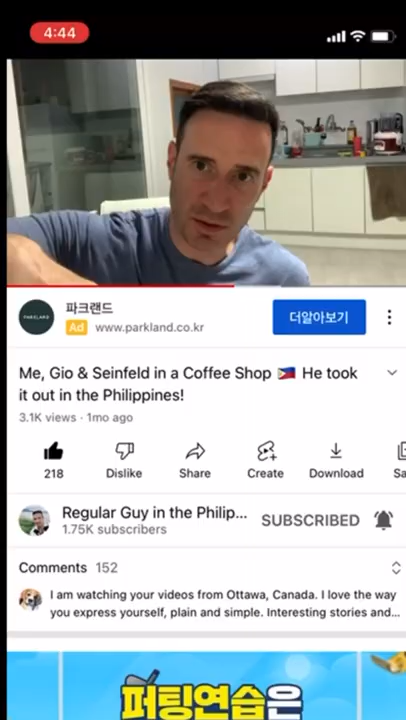 4:44
PARKLAND
파크랜드
Ad www.parkland.co.kr
더알아보기
Me, Gio & Seinfeld in a Coffee Shop 🇵🇭 He took
it out in the Philippines!
3.1K views · 1mo ago
218 Dislike Share Create Download Sa
Regular Guy in the Philip... SUBSCRIBED
1.75K subscribers
Comments 152
I am watching your videos from Ottawa, Canada. I love the way
you express yourself, plain and simple. Interesting stories and...
퍼팅연습은